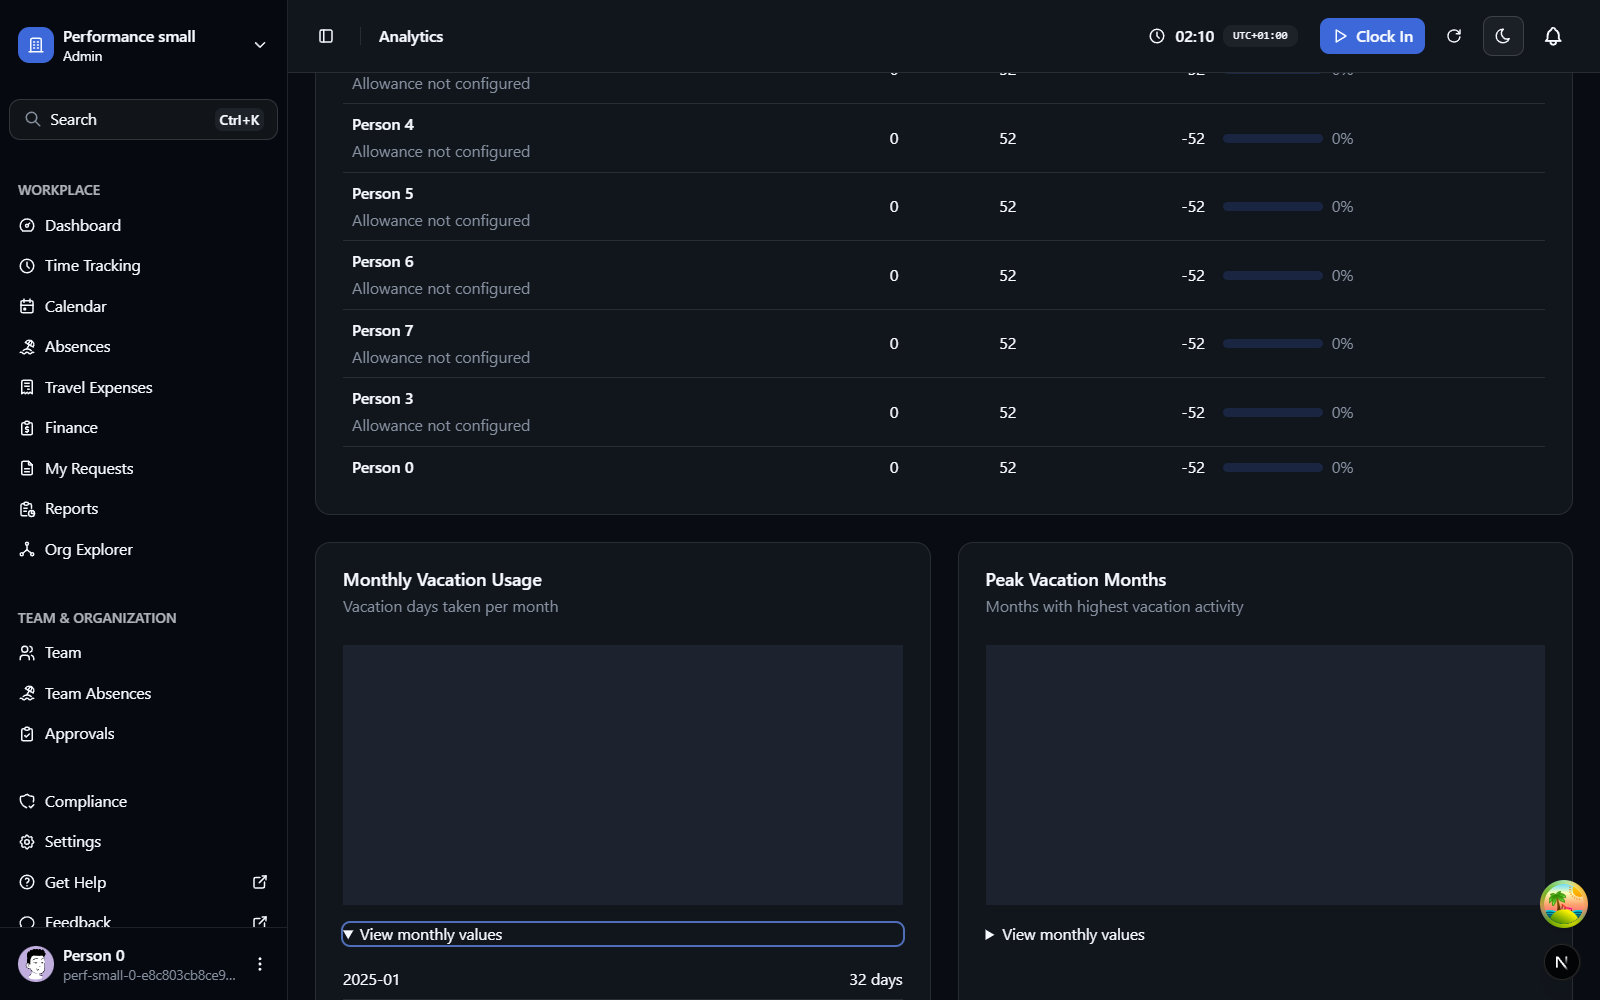 Performance small
Admin
Search
Ctrl+K
WORKPLACE
Dashboard
Time Tracking
Calendar
Absences
Travel Expenses
Finance
My Requests
Reports
Org Explorer
TEAM & ORGANIZATION
Team
Team Absences
Approvals
Compliance
Settings
Get Help
Feedback
Person 0
perf-small-0-e8c803cb8ce9...
Analytics
02:10
UTC+01:00
Clock In
0 52 -52 0%
Allowance not configured
Person 4
Allowance not configured
0 52 -52 0%
Person 5
Allowance not configured
0 52 -52 0%
Person 6
Allowance not configured
0 52 -52 0%
Person 7
Allowance not configured
0 52 -52 0%
Person 3
Allowance not configured
0 52 -52 0%
Person 0 0 52 -52 0%
Monthly Vacation Usage
Vacation days taken per month
View monthly values
2025-01 32 days
Peak Vacation Months
Months with highest vacation activity
View monthly values
N